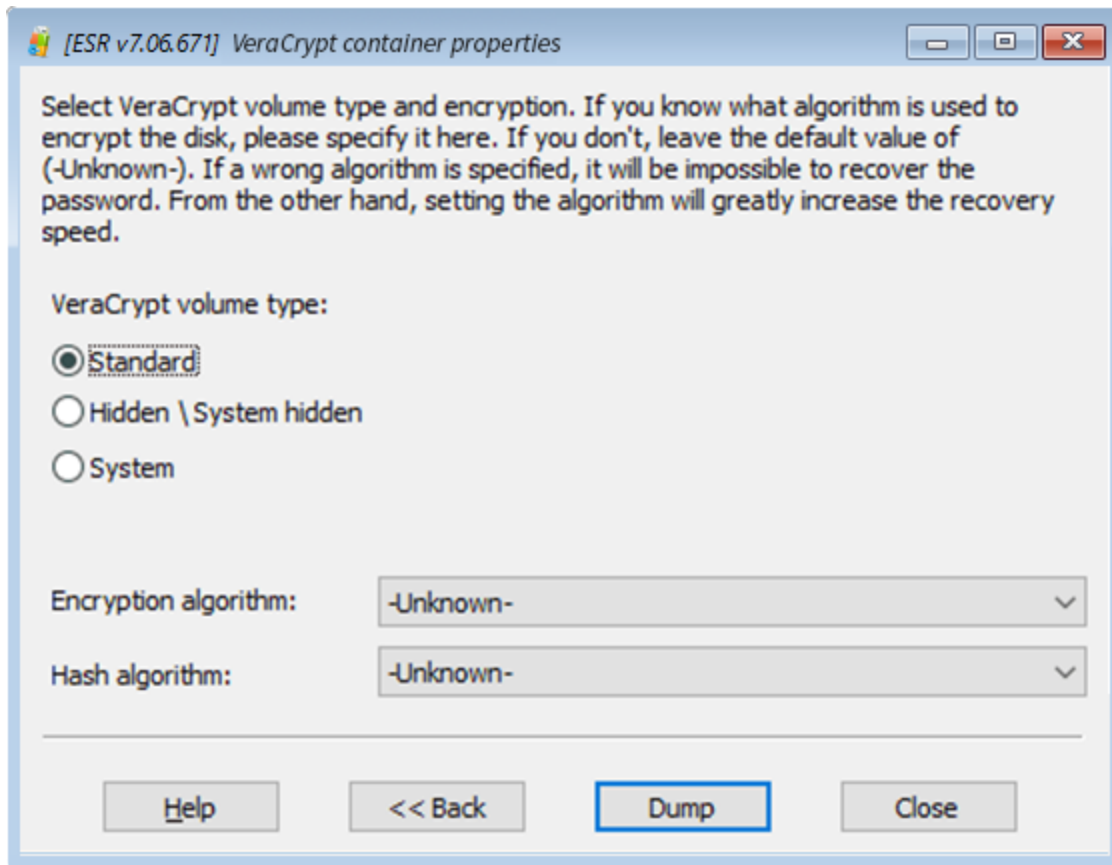 [ESR v7.06.671] VeraCrypt container properties
Select VeraCrypt volume type and encryption. If you know what algorithm is used to
encrypt the disk, please specify it here. If you don't, leave the default value of
(-Unknown-). If a wrong algorithm is specified, it will be impossible to recover the
password. From the other hand, setting the algorithm will greatly increase the recovery
speed.
VeraCrypt volume type:
Standard
Hidden \ System hidden
System
Encryption algorithm: -Unknown-
Hash algorithm: -Unknown-
Help << Back Dump Close